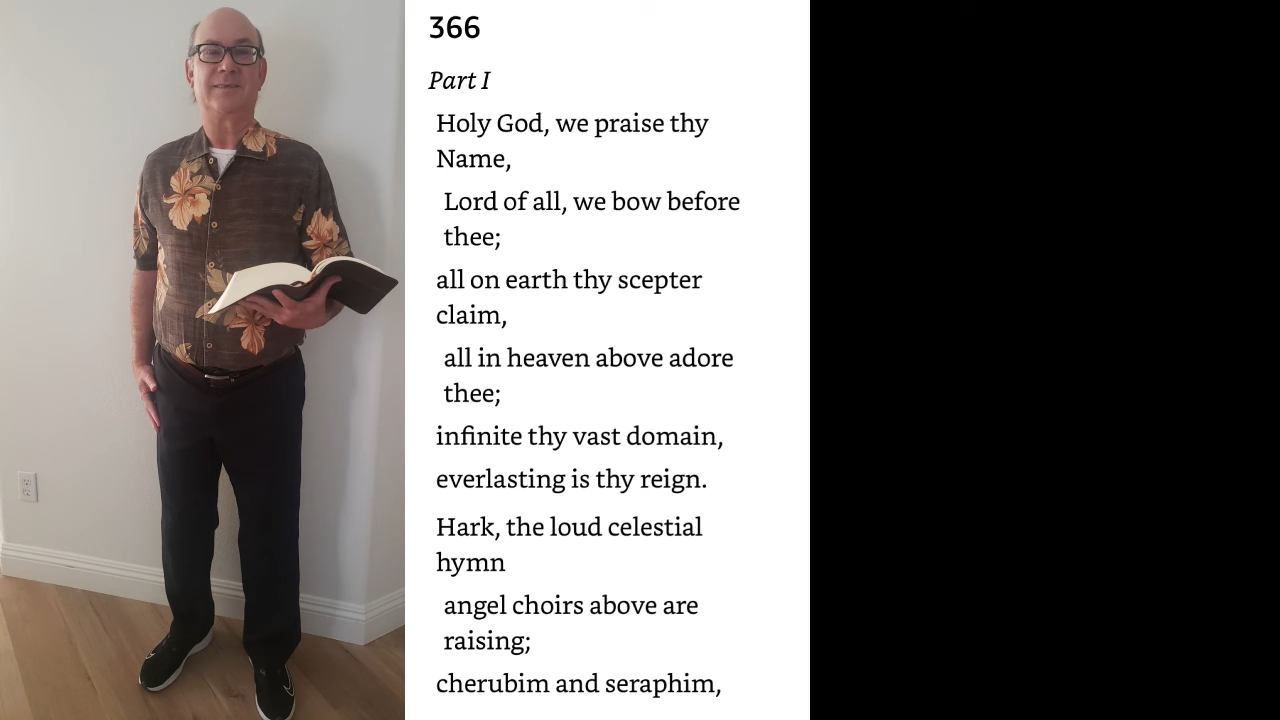 366
Part I
Holy God, we praise thy
Name,
Lord of all, we bow before
thee;
all on earth thy scepter
claim,
all in heaven above adore
thee;
infinite thy vast domain,
everlasting is thy reign.
Hark, the loud celestial
hymn
angel choirs above are
raising;
cherubim and seraphim,